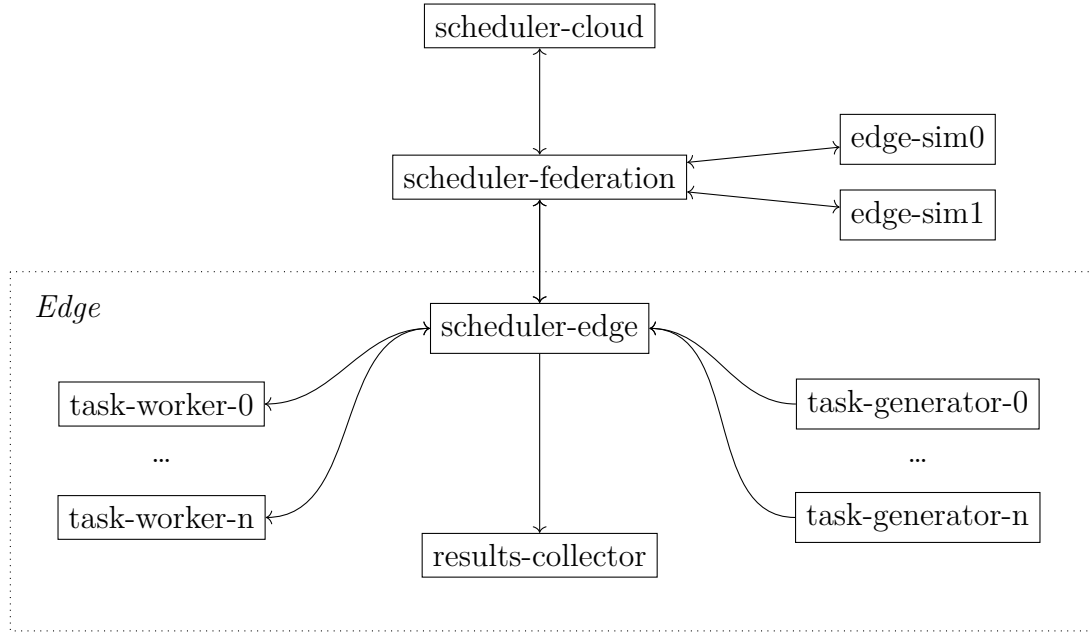 scheduler-cloud
edge-sim0
scheduler-federation
edge-sim1
Edge
scheduler-edge
task-worker-0
task-generator-0
...
...
task-worker-n
task-generator-n
results-collector